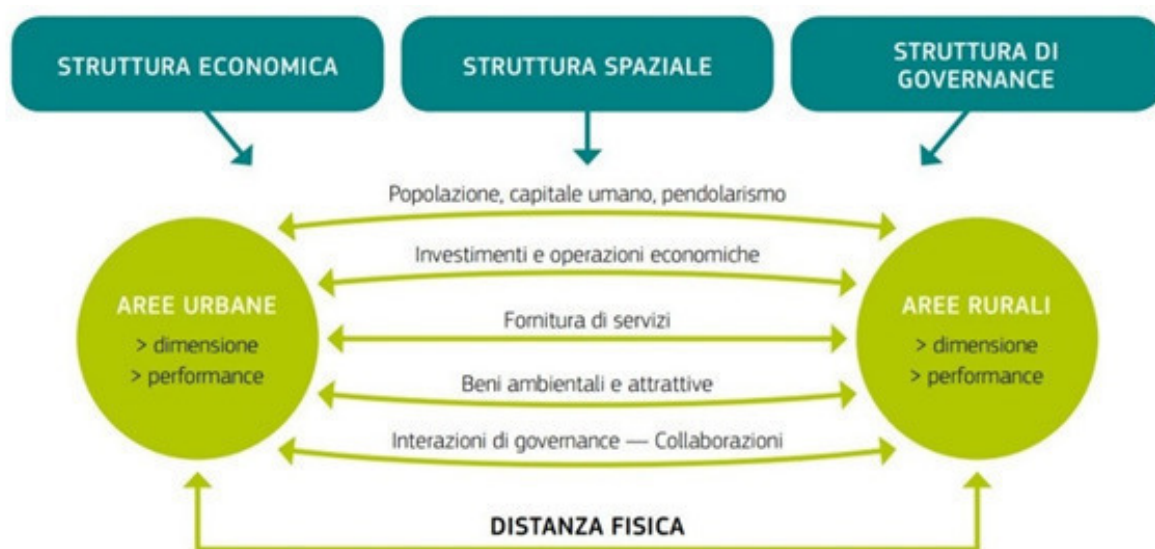 STRUTTURA ECONOMICA
STRUTTURA SPAZIALE
STRUTTURA DI
GOVERNANCE
Popolazione, capitale umano, pendolarismo
Investimenti e operazioni economiche
Fornitura di servizi
Beni ambientali e attrattive
Interazioni di governance — Collaborazioni
AREE URBANE
> dimensione
> performance
AREE RURALI
> dimensione
> performance
DISTANZA FISICA